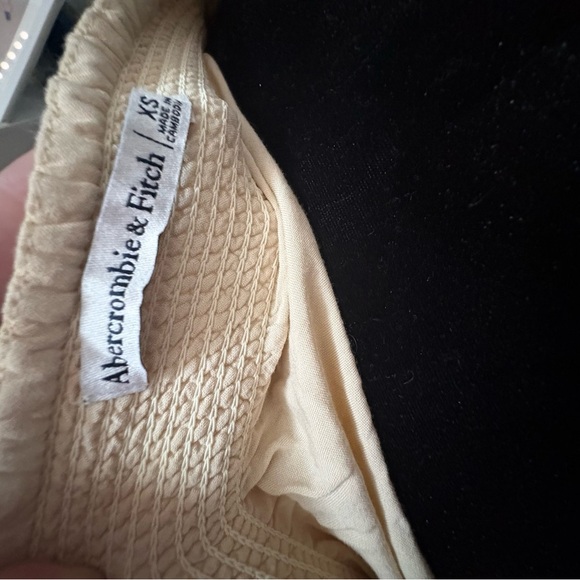 Abercrombie & Fitch
XS
MADE IN
CAMBODIA